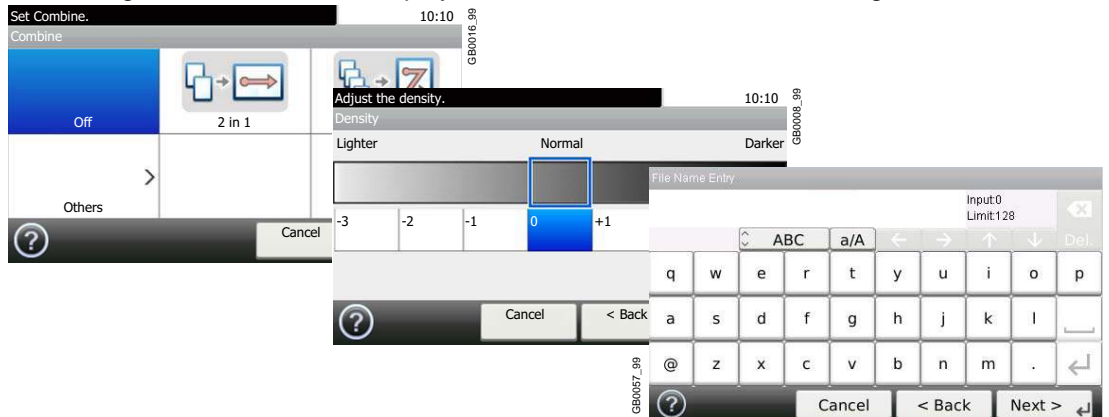 Set Combine. 10:10
Combine
Off
2 in 1
Others
Cancel
GB0016_99
Adjust the density. 10:10
Density
Lighter Normal Darker
-3 -2 -1 0 +1
Cancel < Back
GB0008_99
File Name Entry
Input:0
Limit:128
ABC a/A ← → ↑ ↓ Del.
q w e r t y u i o p
a s d f g h j k l _
@ z x c v b n m .
Cancel < Back Next >
GB0057_99